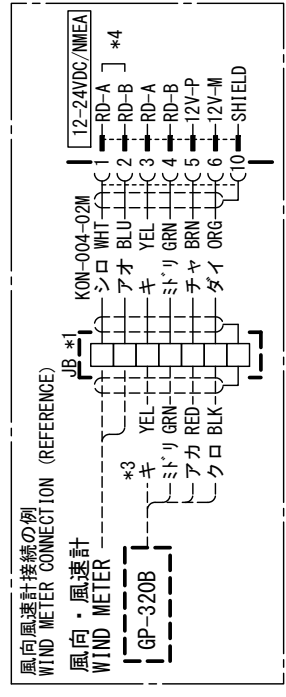 風向風速計接続の例
WIND METER CONNECTION (REFERENCE)
風向・風速計
WIND METER
GP-320B
*3
キ YEL
ミドリ GRN
アカ RED
クロ BLK
JB *1
KON-004-02M
12-24VDC/NMEA
シロ WHT 1 RD-A
アオ BLU 2 RD-B
*4
キ YEL 3 RD-A
ミドリ GRN 4 RD-B
チャ BRN 5 12V-P
ダイ ORG 6 12V-M
10 SHIELD